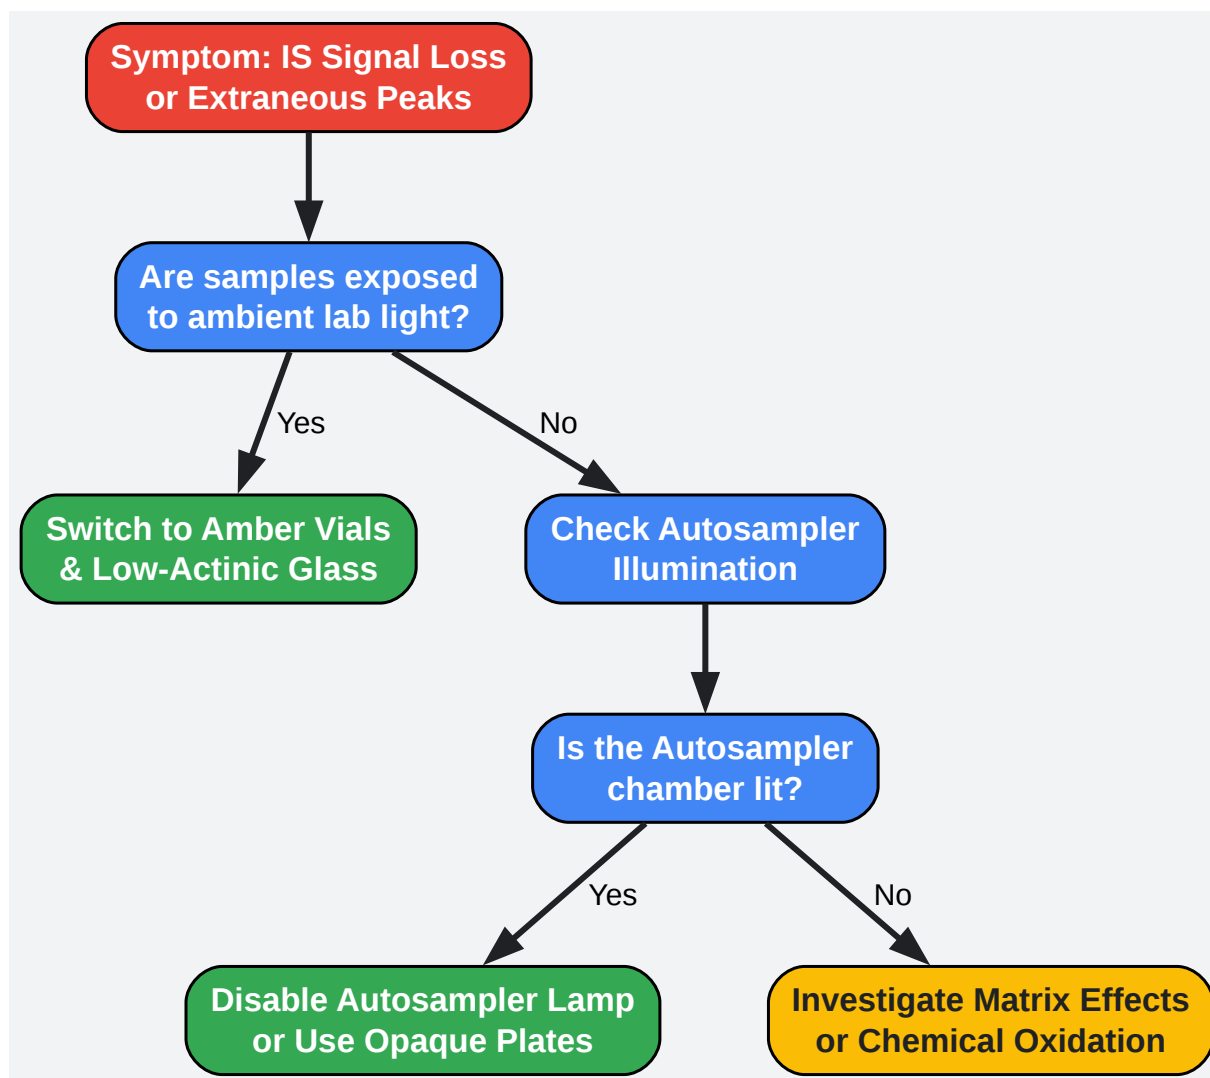 Symptom: IS Signal Loss
or Extraneous Peaks
Are samples exposed
to ambient lab light?
Yes
No
Switch to Amber Vials
& Low-Actinic Glass
Check Autosampler
Illumination
Is the Autosampler
chamber lit?
Yes
No
Disable Autosampler Lamp
or Use Opaque Plates
Investigate Matrix Effects
or Chemical Oxidation